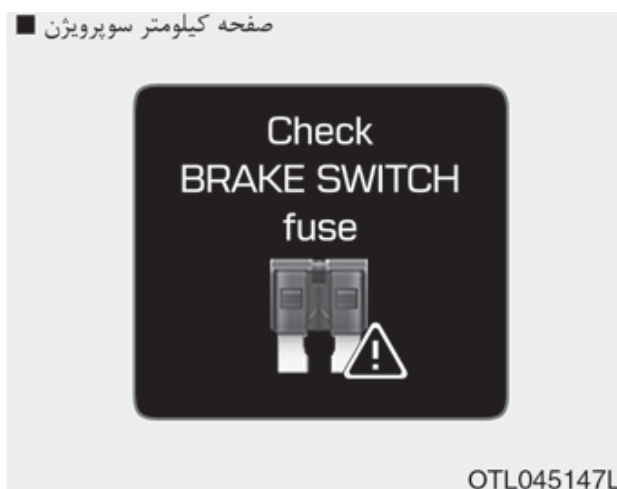 ■ صفحه کیلومتر سوپرویژن
Check
BRAKE SWITCH
fuse
OTL045147L